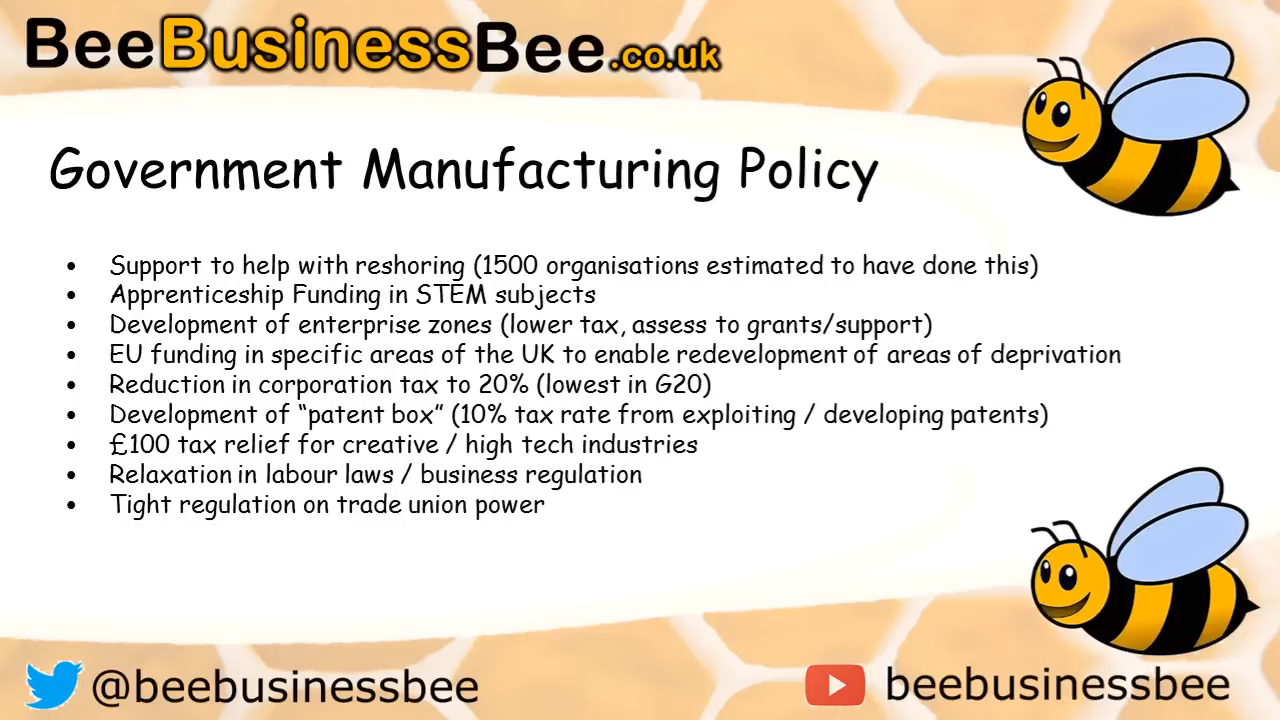 BeeBusinessBee.co.uk
Government Manufacturing Policy
• Support to help with reshoring (1500 organisations estimated to have done this)
• Apprenticeship Funding in STEM subjects
• Development of enterprise zones (lower tax, assess to grants/support)
• EU funding in specific areas of the UK to enable redevelopment of areas of deprivation
• Reduction in corporation tax to 20% (lowest in G20)
• Development of “patent box” (10% tax rate from exploiting / developing patents)
• £100 tax relief for creative / high tech industries
• Relaxation in labour laws / business regulation
• Tight regulation on trade union power
@beebusinessbee
beebusinessbee